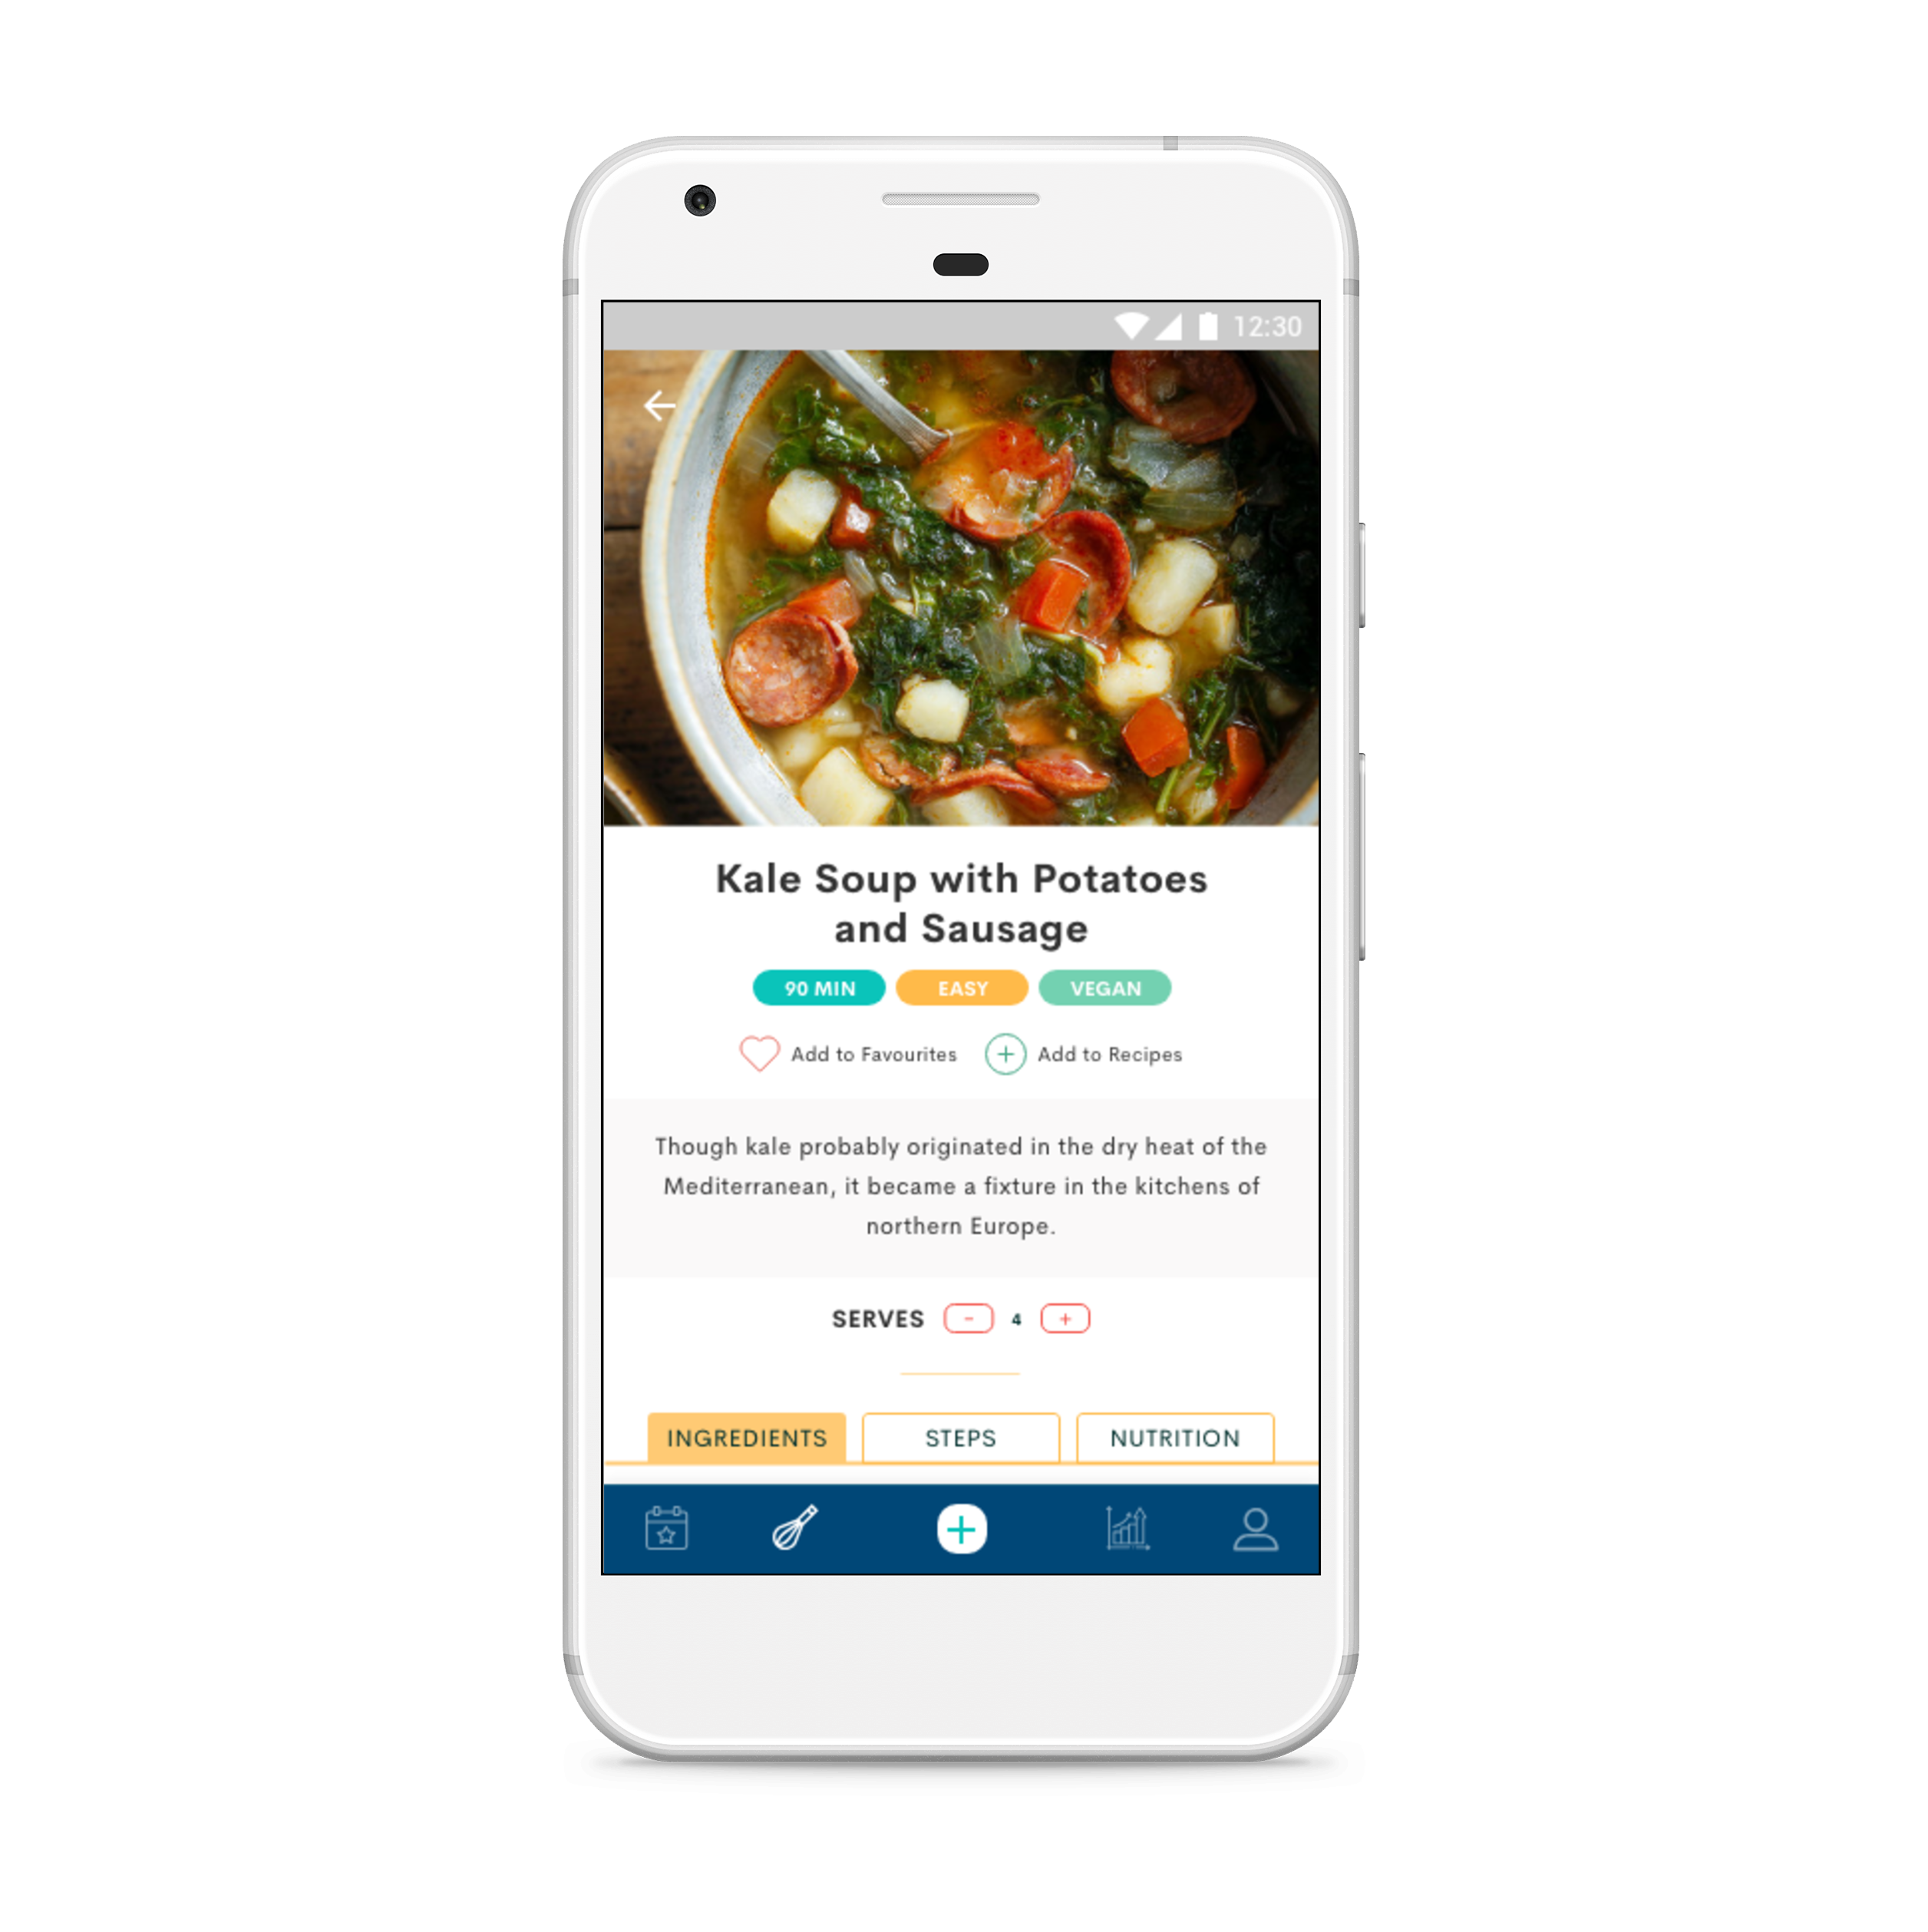 12:30
Kale Soup with Potatoes
and Sausage
90 MIN EASY VEGAN
Add to Favourites Add to Recipes
Though kale probably originated in the dry heat of the
Mediterranean, it became a fixture in the kitchens of
northern Europe.
SERVES - 4 +
INGREDIENTS STEPS NUTRITION